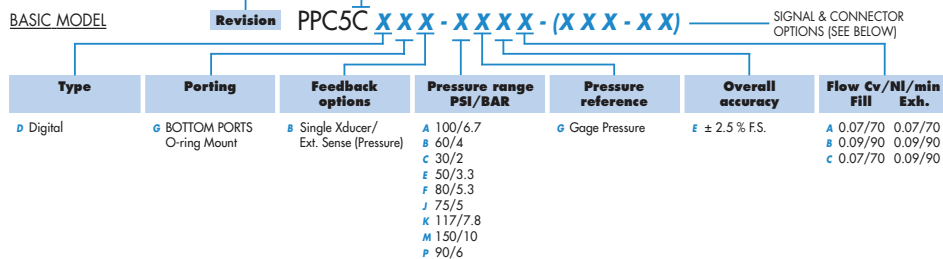 BASIC MODEL
Revision
PPC5C X X X - X X X X - (X X X - X X)
SIGNAL & CONNECTOR
OPTIONS (SEE BELOW)
Type
D Digital
Porting
G BOTTOM PORTS
O-ring Mount
Feedback
options
B Single Xducer/
Ext. Sense (Pressure)
Pressure range
PSI/BAR
A 100/6.7
B 60/4
C 30/2
E 50/3.3
F 80/5.3
J 75/5
K 117/7.8
M 150/10
P 90/6
Pressure
reference
G Gage Pressure
Overall
accuracy
E ± 2.5 % F.S.
Flow Cv/Nl/min
Fill Exh.
A 0.07/70 0.07/70
B 0.09/90 0.09/90
C 0.07/70 0.09/90